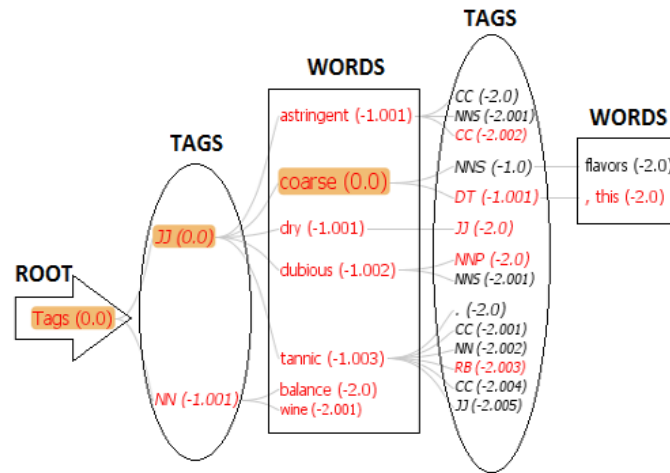 TAGS
WORDS
CC (-2.0)
astringent (-1.001)
NNS (-2.001)
TAGS
CC (-2.002)
WORDS
coarse (0.0)
NNS (-1.0)
flavors (-2.0)
DT (-1.001)
, this (-2.0)
JJ (0.0)
dry (-1.001)
JJ (-2.0)
ROOT
dubious (-1.002)
NNP (-2.0)
NNS (-2.001)
Tags (0.0)
. (-2.0)
CC (-2.001)
tannic (-1.003)
NN (-2.002)
RB (-2.003)
NN (-1.001)
balance (-2.0)
CC (-2.004)
wine (-2.001)
JJ (-2.005)